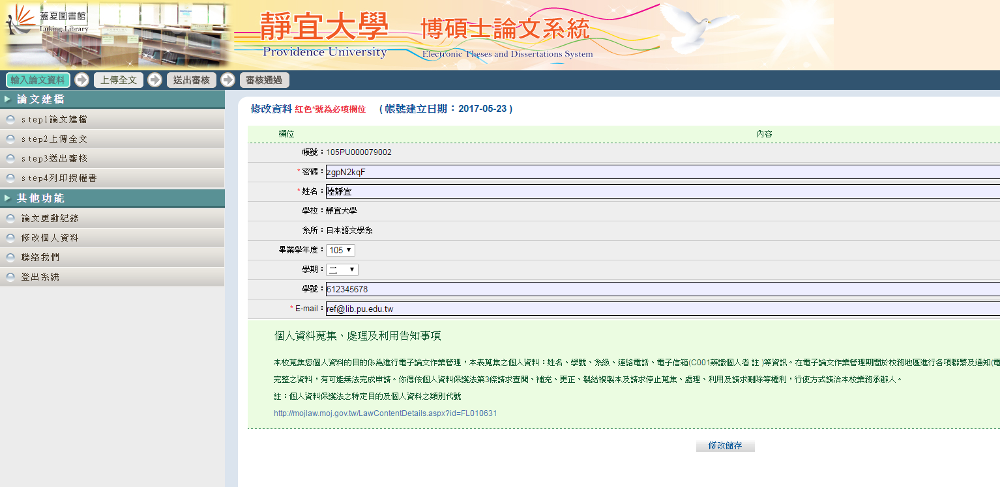 蓋夏圖書館
Luking Library
靜宜大學 博碩士論文系統
Providence University Electronic Theses and Dissertations System
輸入論文資料 上傳全文 送出審核 審核通過
論文建檔
step1論文建檔
step2上傳全文
step3送出審核
step4列印授權書
其他功能
論文更動紀錄
修改個人資料
聯絡我們
登出系統
修改資料 紅色*號為必填欄位 ( 帳號建立日期：2017-05-23 )
欄位 內容
帳號：105PU000079002
* 密碼：zgpN2kqF
* 姓名：陸靜宜
學校：靜宜大學
系所：日本語文學系
畢業學年度：105
學期：二
學號：612345678
* E-mail：ref@lib.pu.edu.tw
個人資料蒐集、處理及利用告知事項
本校蒐集您個人資料的目的係為進行電子論文作業管理，本表蒐集之個人資料：姓名、學號、系級、連絡電話、電子信箱(C001辨識個人者 註 )等資訊。在電子論文作業管理期間於校務地區進行各項聯繫及通知(電
完整之資料，有可能無法完成申請。你得依個人資料保護法第3條請求查閱、補充、更正、製給複製本及請求停止蒐集、處理、利用及請求刪除等權利，行使方式請洽本校業務承辦人。
註：個人資料保護法之特定目的及個人資料之類別代號
http://mojlaw.moj.gov.tw/LawContentDetails.aspx?id=FL010631
修改儲存